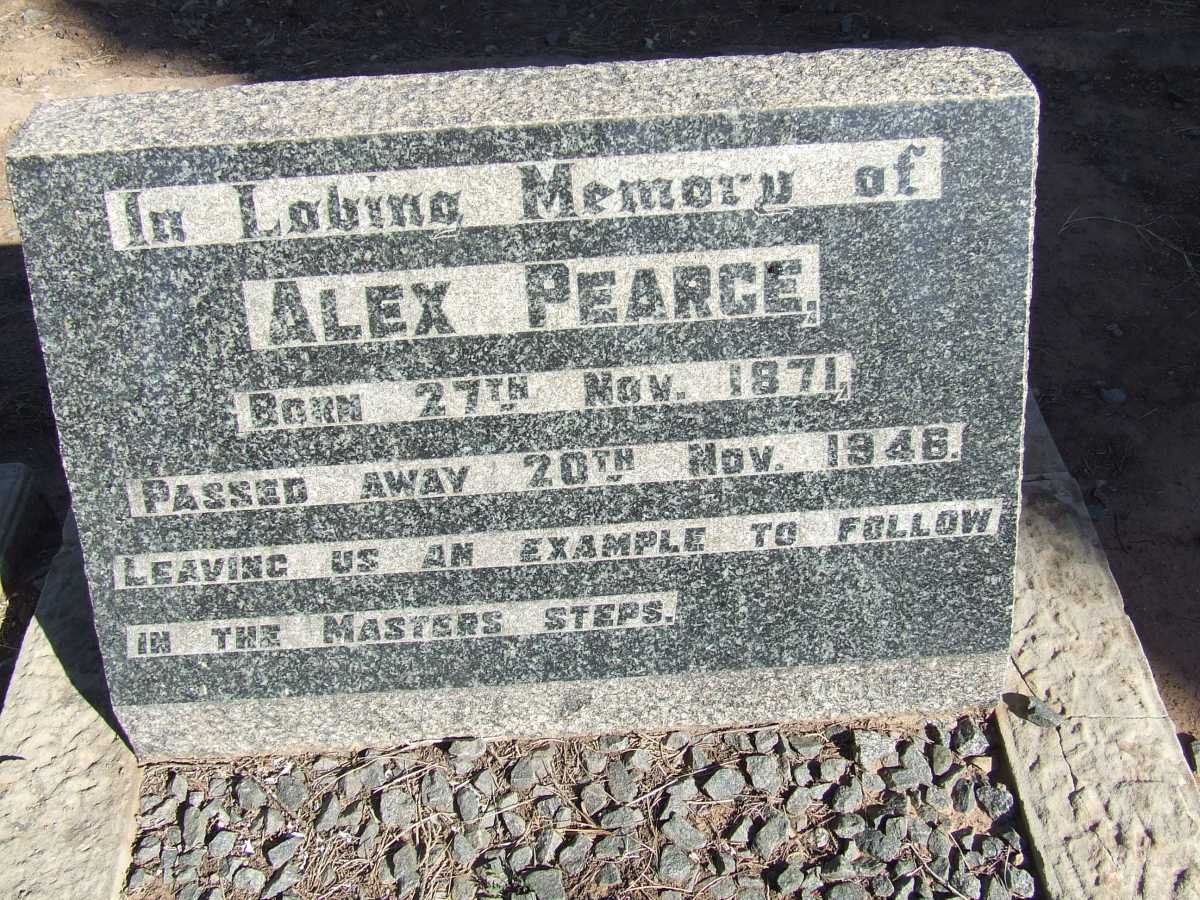 In Loving Memory of
ALEX PEARCE,
BORN 27TH NOV. 1871,
PASSED AWAY 20TH NOV. 1946.
LEAVING US AN EXAMPLE TO FOLLOW
IN THE MASTERS STEPS.